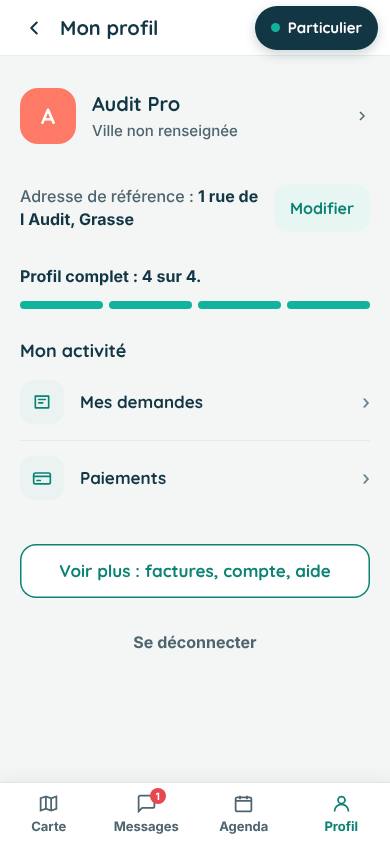 Mon profil
Particulier
A
Audit Pro
Ville non renseignée
Adresse de référence : 1 rue de
l Audit, Grasse
Modifier
Profil complet : 4 sur 4.
Mon activité
Mes demandes
Paiements
Voir plus : factures, compte, aide
Se déconnecter
1
Carte
Messages
Agenda
Profil